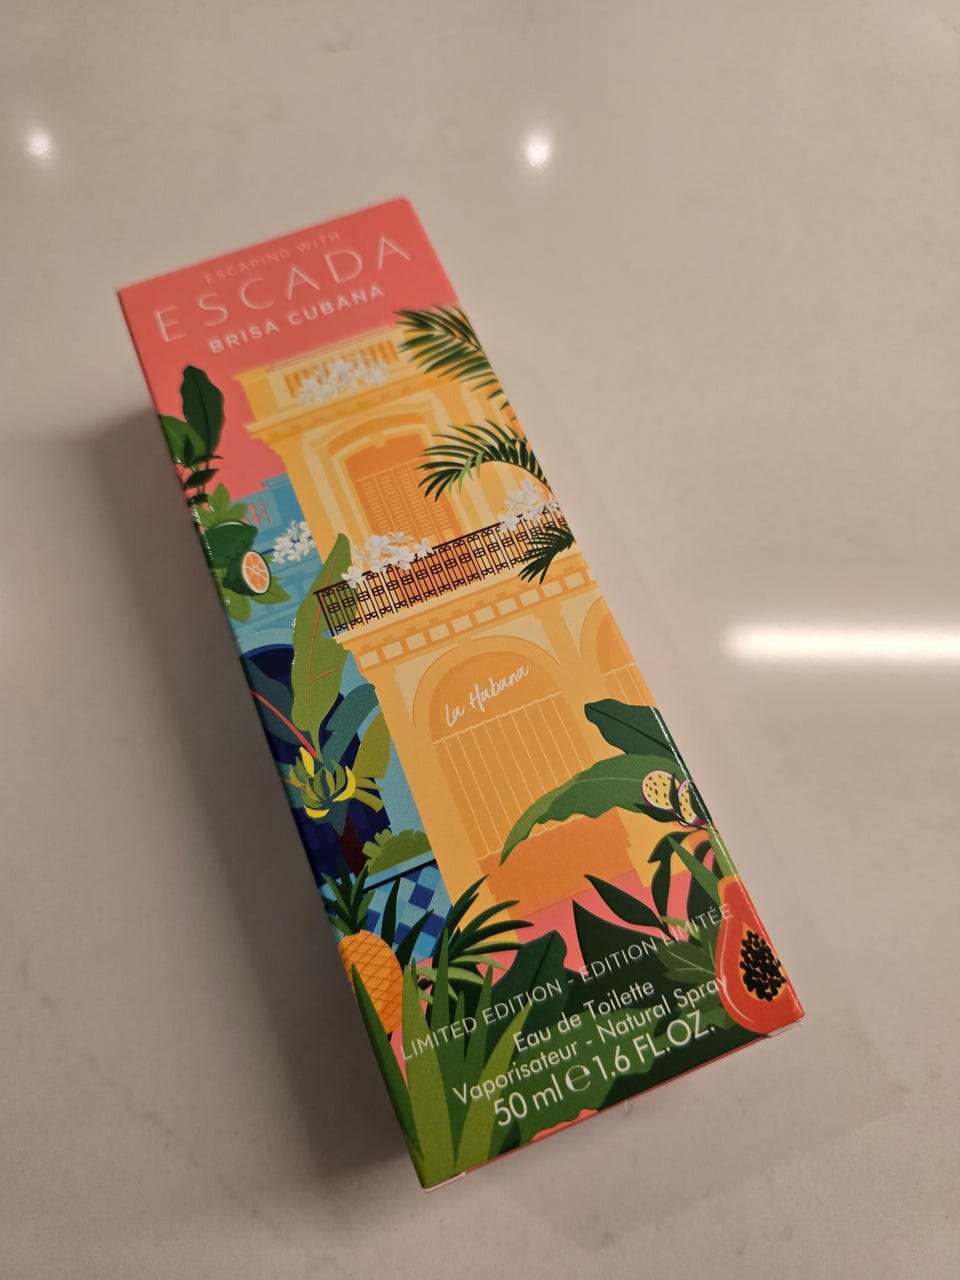 ESCAPING WITH
ESCADA
BRISA CUBANA
La Habana
LIMITED EDITION - EDITION LIMITÉE
Eau de Toilette
Vaporisateur - Natural Spray
50 ml e 1.6 FL.OZ.